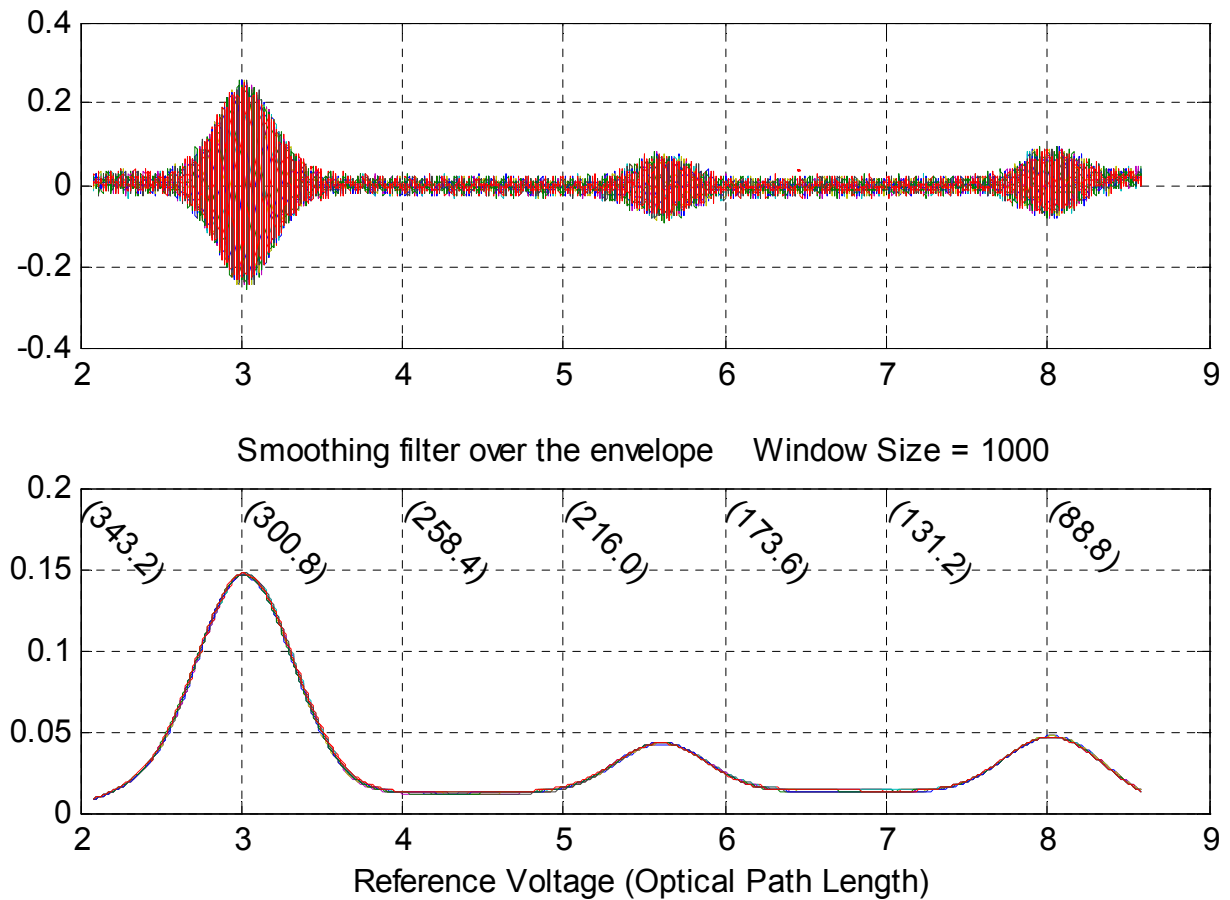 0.4
0.2
0
-0.2
-0.4
2 3 4 5 6 7 8 9
Smoothing filter over the envelope Window Size = 1000
0.2
(343.2) (300.8) (258.4) (216.0) (173.6) (131.2) (88.8)
0.15
0.1
0.05
0
2 3 4 5 6 7 8 9
Reference Voltage (Optical Path Length)